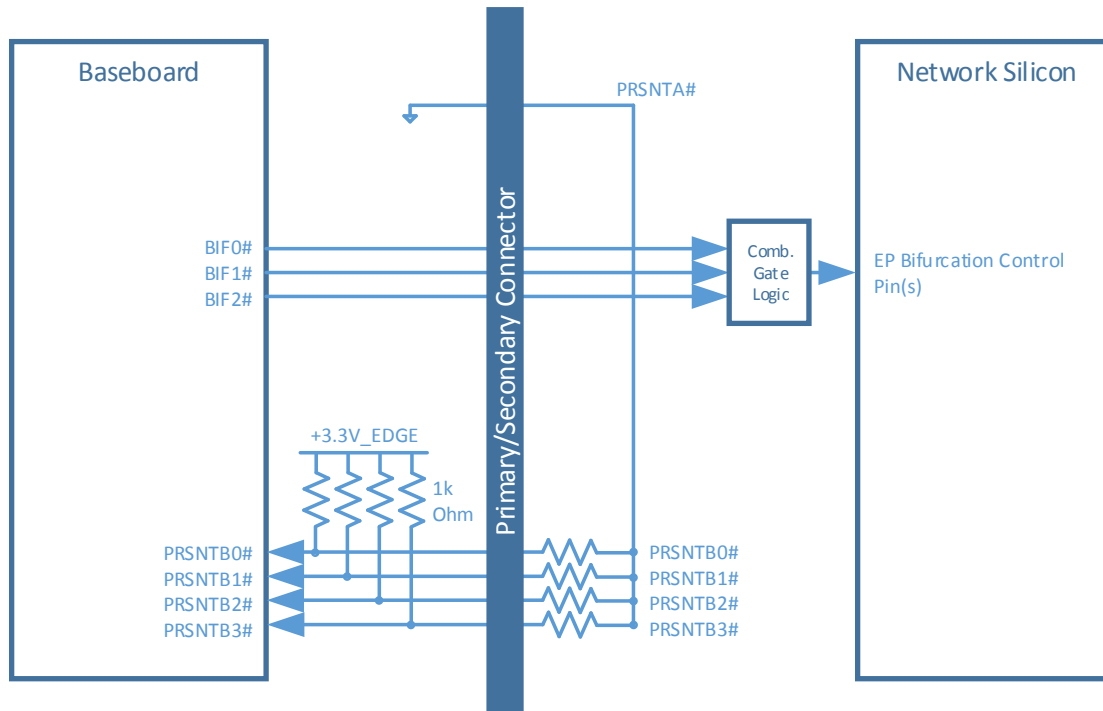 Baseboard
Network Silicon
PRSNTA#
Primary/Secondary Connector
BIF0#
BIF1#
BIF2#
Comb.
Gate
Logic
EP Bifurcation Control
Pin(s)
+3.3V_EDGE
1k
Ohm
PRSNTB0#
PRSNTB1#
PRSNTB2#
PRSNTB3#
PRSNTB0#
PRSNTB1#
PRSNTB2#
PRSNTB3#